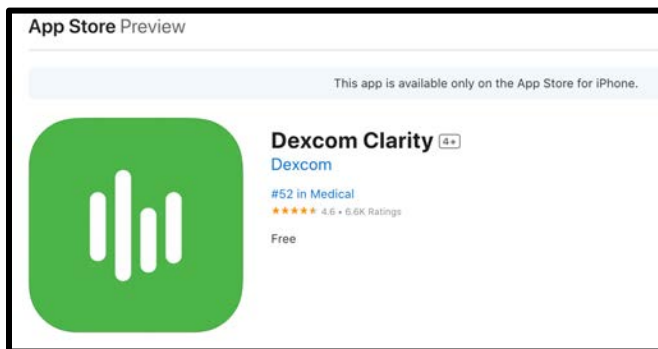 App Store Preview
This app is available only on the App Store for iPhone.
Dexcom Clarity 4+
Dexcom
#52 in Medical
★★★★★ 4.6 • 6.6K Ratings
Free